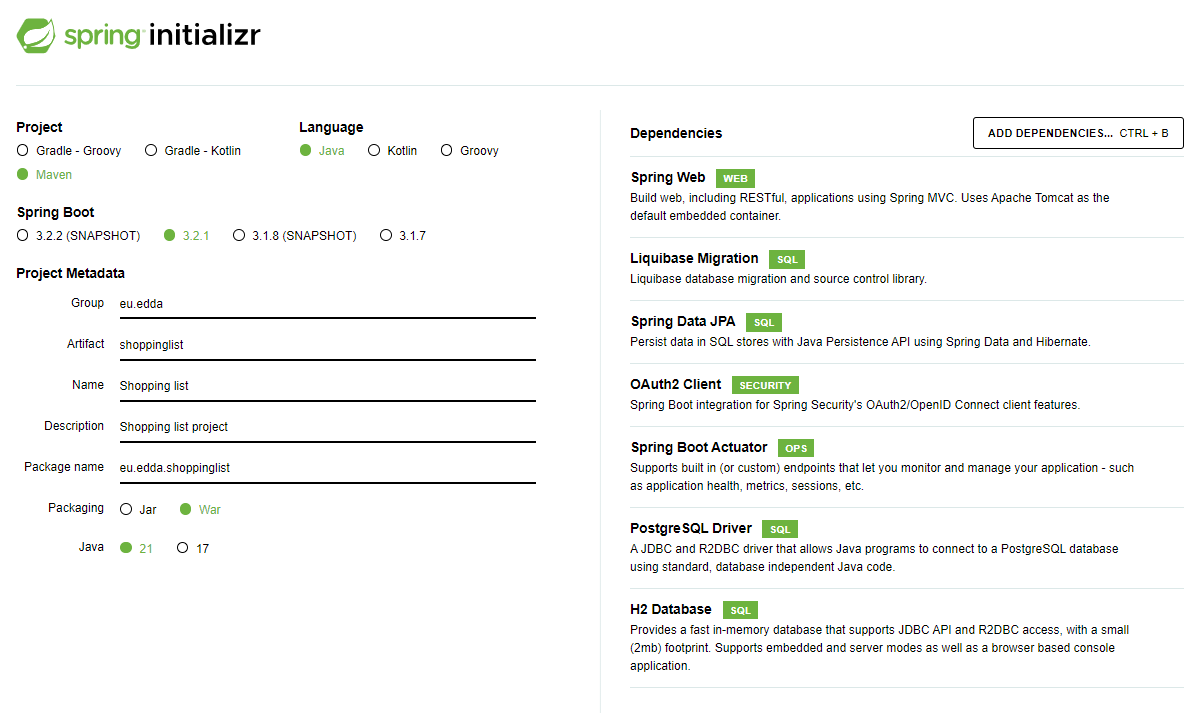 spring initializr
Project
Gradle - Groovy Gradle - Kotlin
Maven
Language
Java Kotlin Groovy
Spring Boot
3.2.2 (SNAPSHOT) 3.2.1 3.1.8 (SNAPSHOT) 3.1.7
Project Metadata
Group eu.edda
Artifact shoppinglist
Name Shopping list
Description Shopping list project
Package name eu.edda.shoppinglist
Packaging Jar War
Java 21 17
Dependencies ADD DEPENDENCIES... CTRL + B
Spring Web WEB
Build web, including RESTful, applications using Spring MVC. Uses Apache Tomcat as the
default embedded container.
Liquibase Migration SQL
Liquibase database migration and source control library.
Spring Data JPA SQL
Persist data in SQL stores with Java Persistence API using Spring Data and Hibernate.
OAuth2 Client SECURITY
Spring Boot integration for Spring Security's OAuth2/OpenID Connect client features.
Spring Boot Actuator OPS
Supports built in (or custom) endpoints that let you monitor and manage your application - such
as application health, metrics, sessions, etc.
PostgreSQL Driver SQL
A JDBC and R2DBC driver that allows Java programs to connect to a PostgreSQL database
using standard, database independent Java code.
H2 Database SQL
Provides a fast in-memory database that supports JDBC API and R2DBC access, with a small
(2mb) footprint. Supports embedded and server modes as well as a browser based console
application.